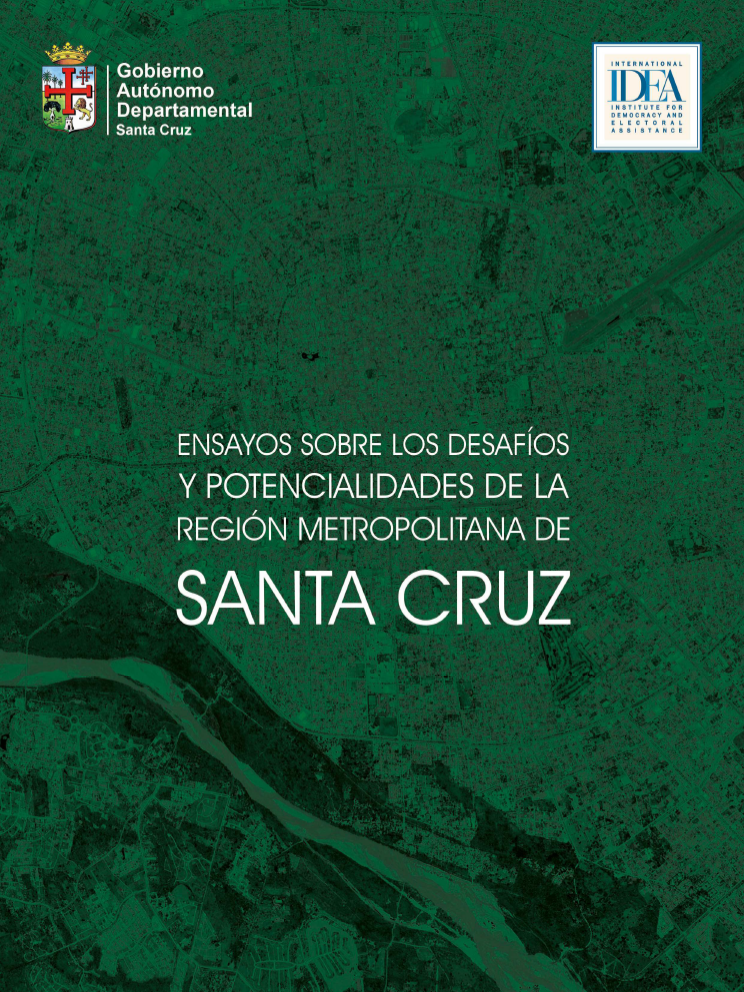 Gobierno
Autónomo
Departamental
Santa Cruz
INTERNATIONAL
IDEA
INSTITUTE FOR
DEMOCRACY AND
ELECTORAL
ASSISTANCE
ENSAYOS SOBRE LOS DESAFÍOS
Y POTENCIALIDADES DE LA
REGIÓN METROPOLITANA DE
SANTA CRUZ